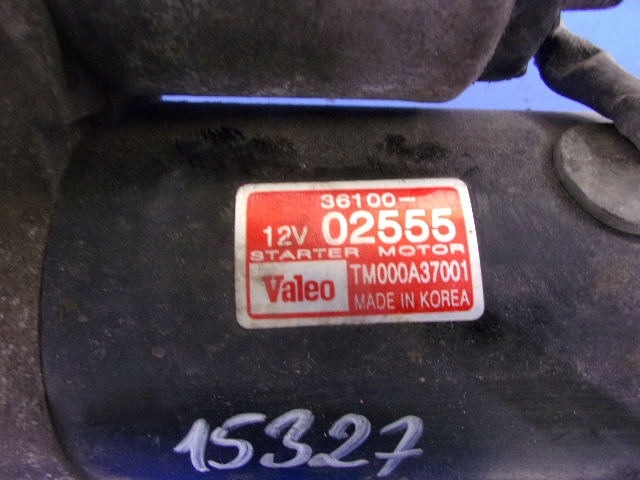 36100-
12V 02555
STARTER MOTOR
Valeo TM000A37001
MADE IN KOREA
15327